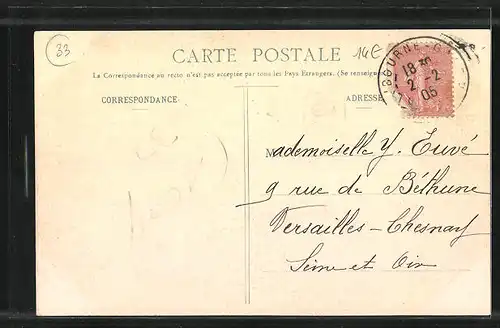 33
CARTE POSTALE
14€
La Correspondance au recto n'est pas acceptée par tous les Pays Etrangers. (Se renseigner
CORRESPONDANCE
ADRESSE
18 30
2-2
06
Mademoiselle Y. Euvé
9 rue de Béthune
Versailles-Chesnay
Seine et Oise